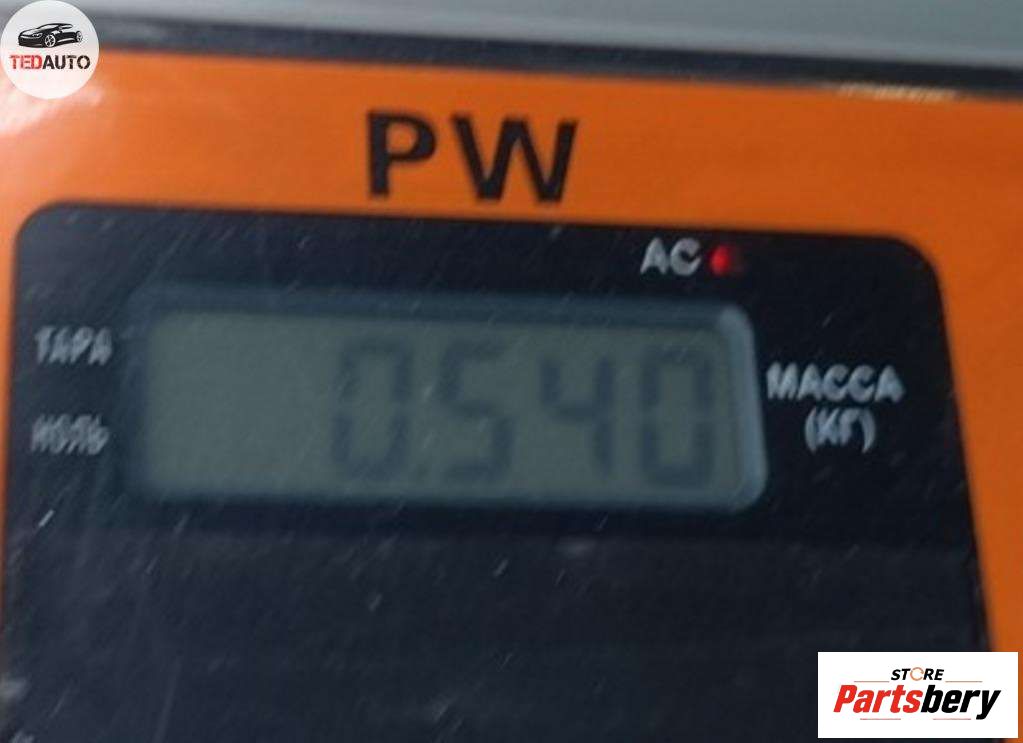 TEDAUTO
PW
AC
ТАРА
0.540
МАССА
(КГ)
НОЛЬ
STORE
Partsbery